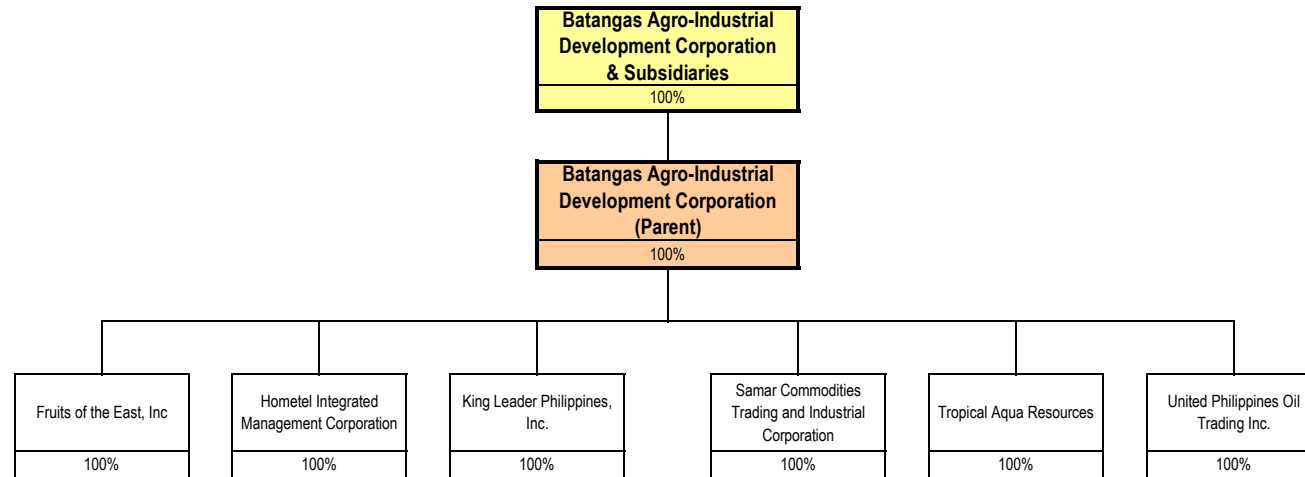 Batangas Agro-Industrial
Development Corporation
& Subsidiaries
100%
Batangas Agro-Industrial
Development Corporation
(Parent)
100%
Fruits of the East, Inc
100%
Hometel Integrated
Management Corporation
100%
King Leader Philippines,
Inc.
100%
Samar Commodities
Trading and Industrial
Corporation
100%
Tropical Aqua Resources
100%
United Philippines Oil
Trading Inc.
100%